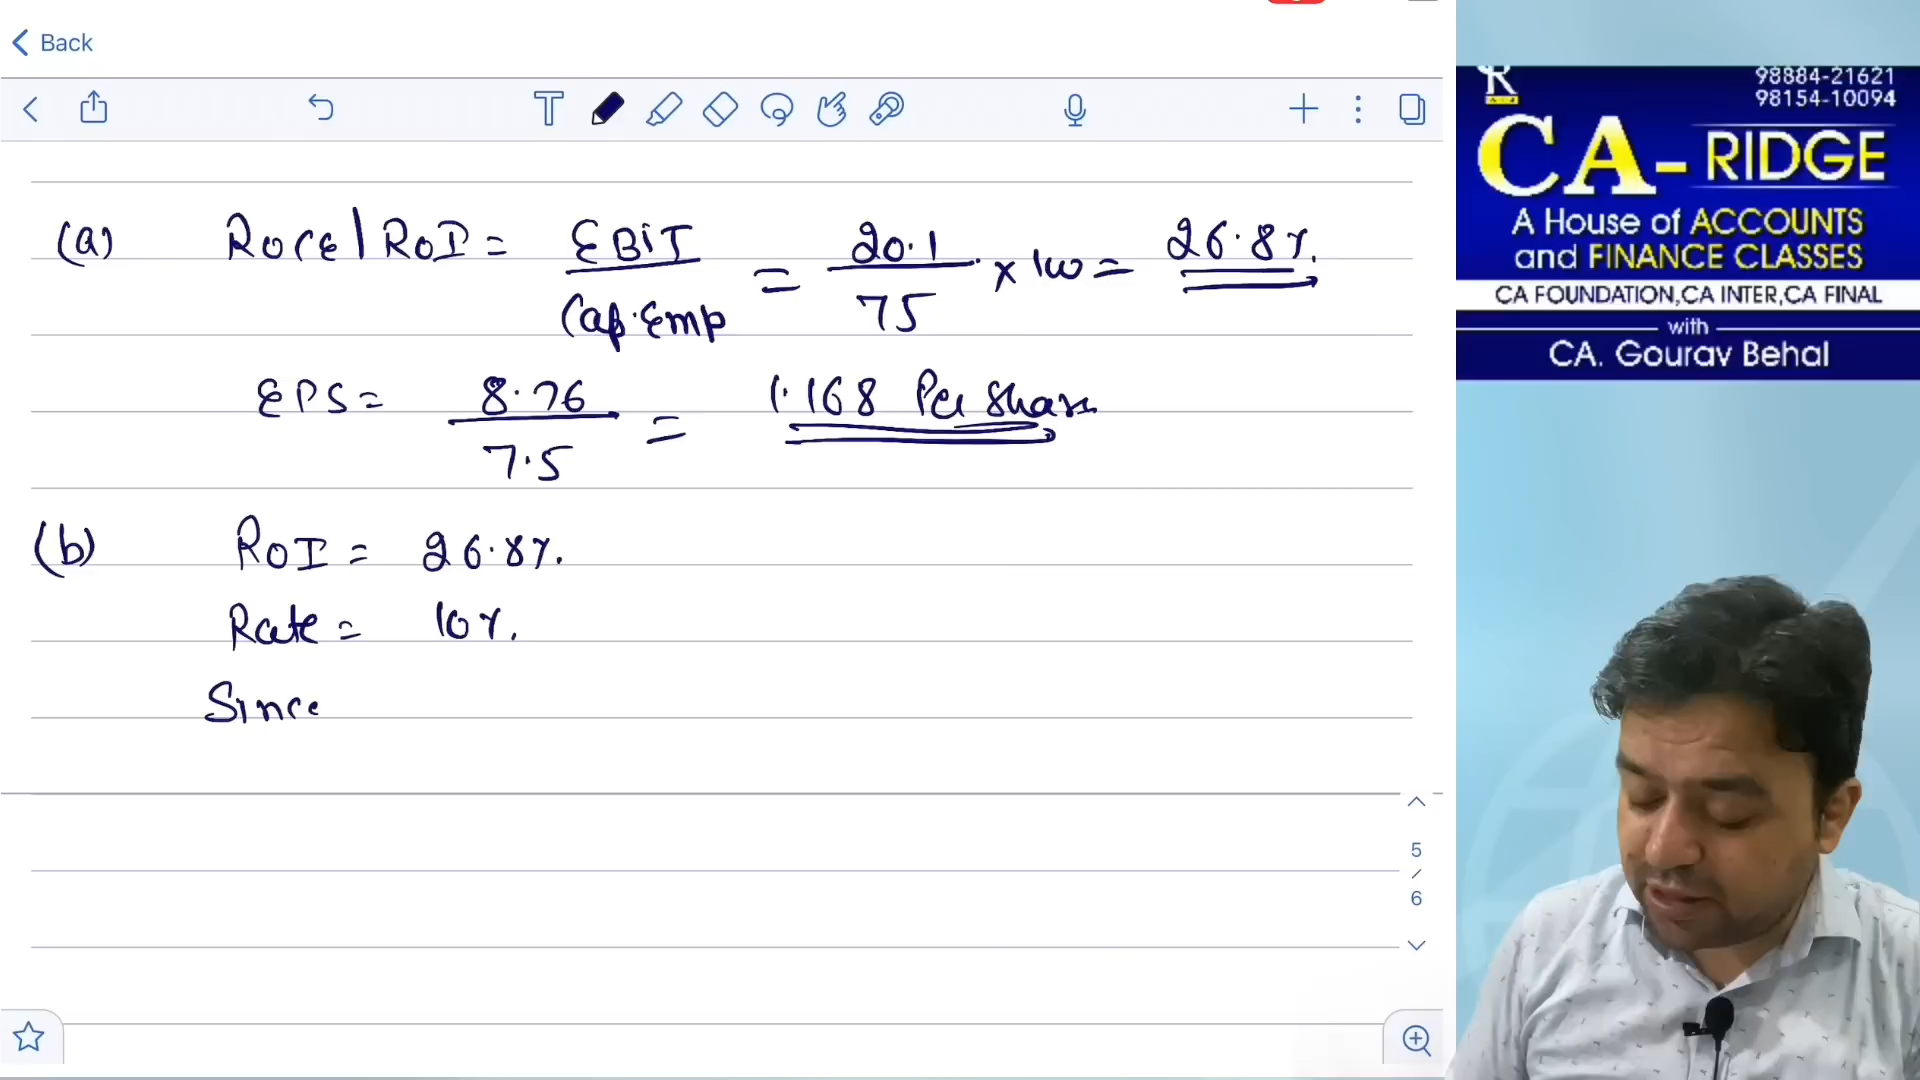 Back
(a) ROCE | ROI = EBIT / Cap. Emp = 20.1 / 75 × 100 = 26.8%.
EPS = 8.76 / 7.5 = 1.168 Per Share
(b) ROI = 26.8%.
Rate = 10%.
Since
5
/
6
98884-21621
98154-10094
CA-RIDGE
A House of ACCOUNTS
and FINANCE CLASSES
CA FOUNDATION,CA INTER,CA FINAL
with
CA. Gourav Behal